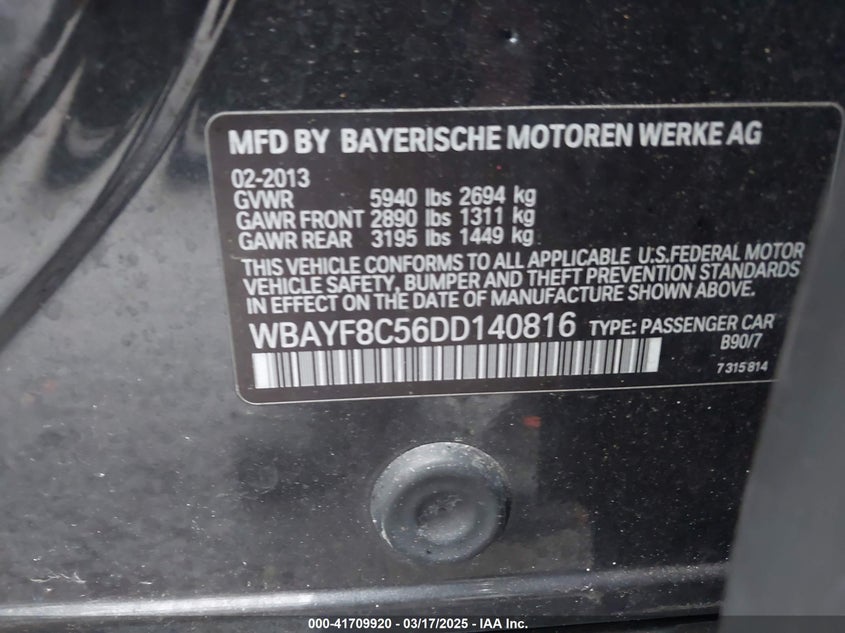 MFD BY BAYERISCHE MOTOREN WERKE AG
02-2013
GVWR 5940 lbs 2694 kg
GAWR FRONT 2890 lbs 1311 kg
GAWR REAR 3195 lbs 1449 kg
THIS VEHICLE CONFORMS TO ALL APPLICABLE U.S.FEDERAL MOTOR
VEHICLE SAFETY, BUMPER AND THEFT PREVENTION STANDARDS
IN EFFECT ON THE DATE OF MANUFACTURE SHOWN ABOVE.
WBAYF8C56DD140816 TYPE: PASSENGER CAR
B90/7
7 315 814
000-41709920 / 03/17/2025 - IAA Inc.